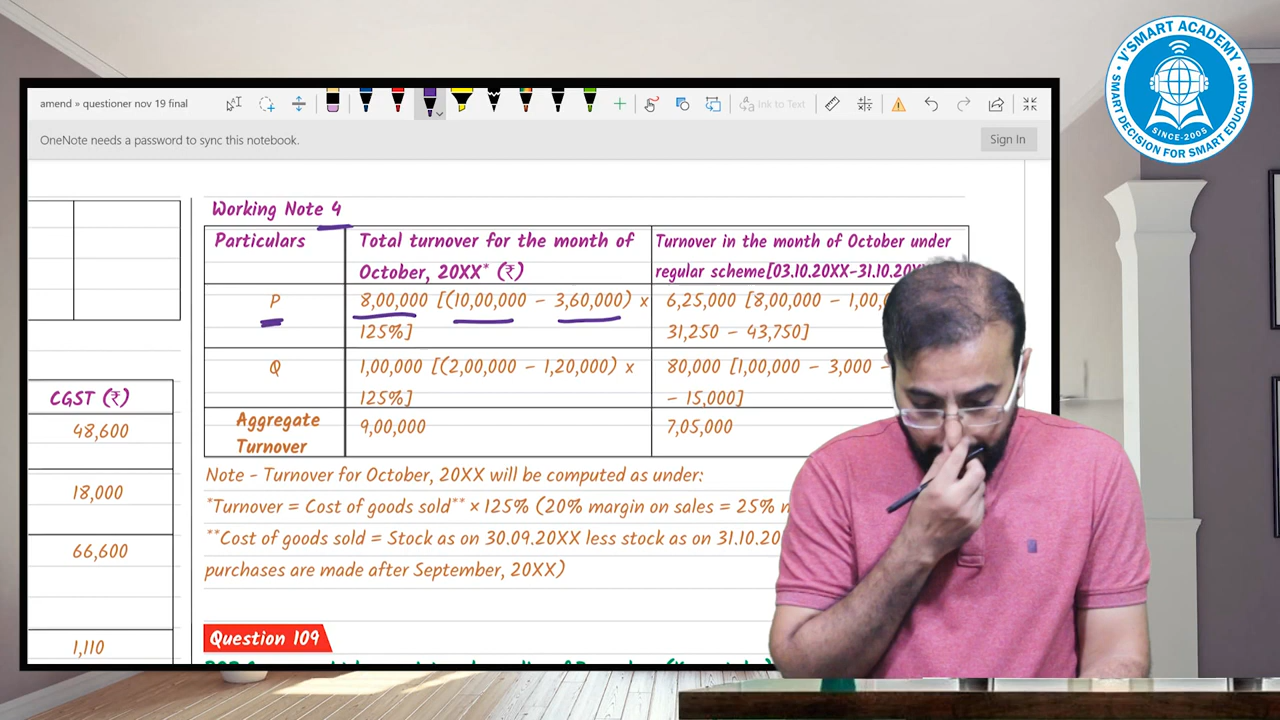 V'SMART ACADEMY
SINCE-2005
SMART DECISION FOR SMART EDUCATION
amend » questioner nov 19 final
Ink to Text
OneNote needs a password to sync this notebook.
Sign In
Working Note 4
Particulars
Total turnover for the month of
October, 20XX* (₹)
Turnover in the month of October under
regular scheme[03.10.20XX-31.10.20
P
8,00,000 [(10,00,000 - 3,60,000) x
125%]
6,25,000 [8,00,000 - 1,00,
31,250 - 43,750]
Q
1,00,000 [(2,00,000 - 1,20,000) x
125%]
80,000 [1,00,000 - 3,000 -
- 15,000]
Aggregate
Turnover
9,00,000
7,05,000
Note - Turnover for October, 20XX will be computed as under:
*Turnover = Cost of goods sold** × 125% (20% margin on sales = 25%
**Cost of goods sold = Stock as on 30.09.20XX less stock as on 31.10.20
purchases are made after September, 20XX)
Question 109
CGST (₹)
48,600
18,000
66,600
1,110